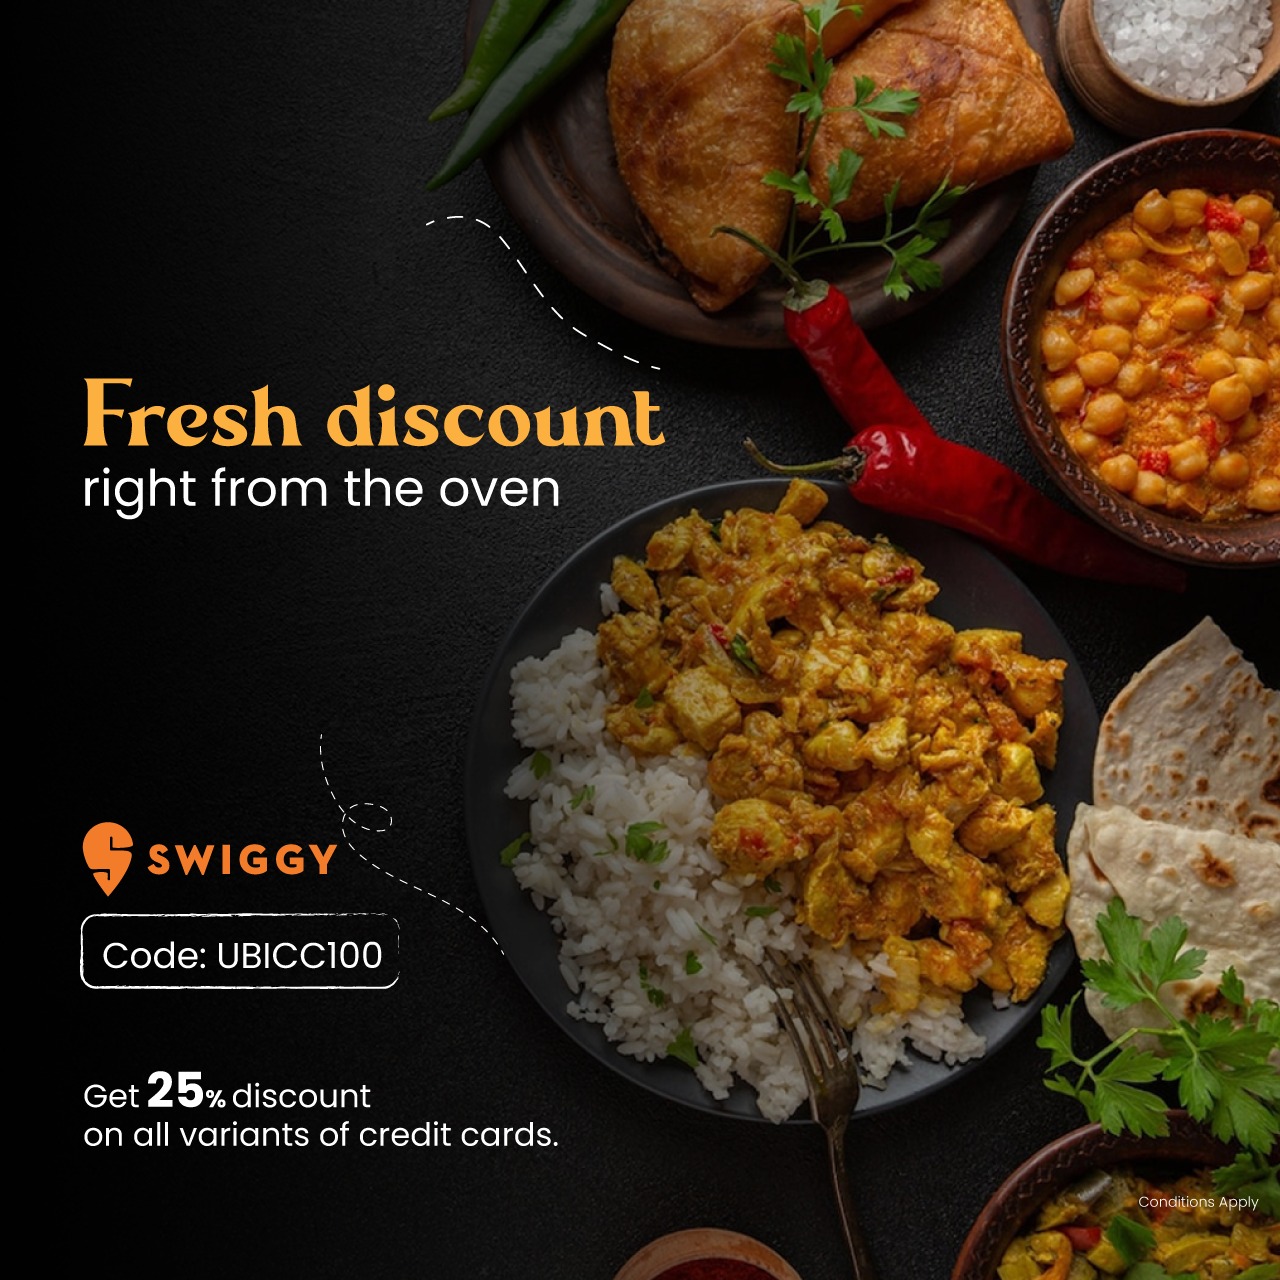 Fresh discount
right from the oven
SWIGGY
Code: UBICC100
Get 25% discount
on all variants of credit cards.
Conditions Apply